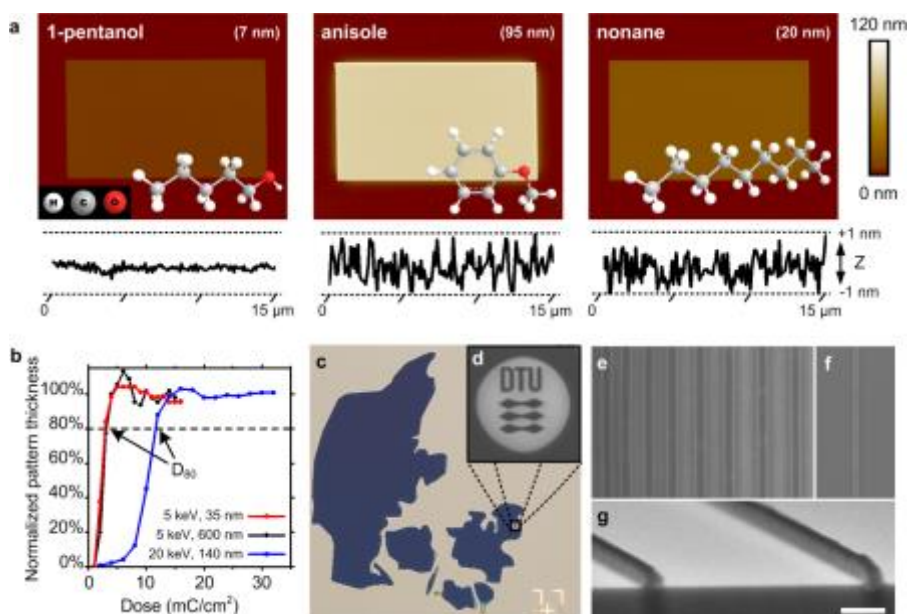 a
1-pentanol (7 nm)
anisole (95 nm)
nonane (20 nm)
120 nm
0 nm
H C O
+1 nm
Z
-1 nm
0 15 µm
0 15 µm
0 15 µm
b
Normalized pattern thickness
100%
80%
60%
40%
20%
0%
D80
5 keV, 35 nm
5 keV, 600 nm
20 keV, 140 nm
0 10 20 30
Dose (mC/cm²)
c
d
DTU
e
f
g